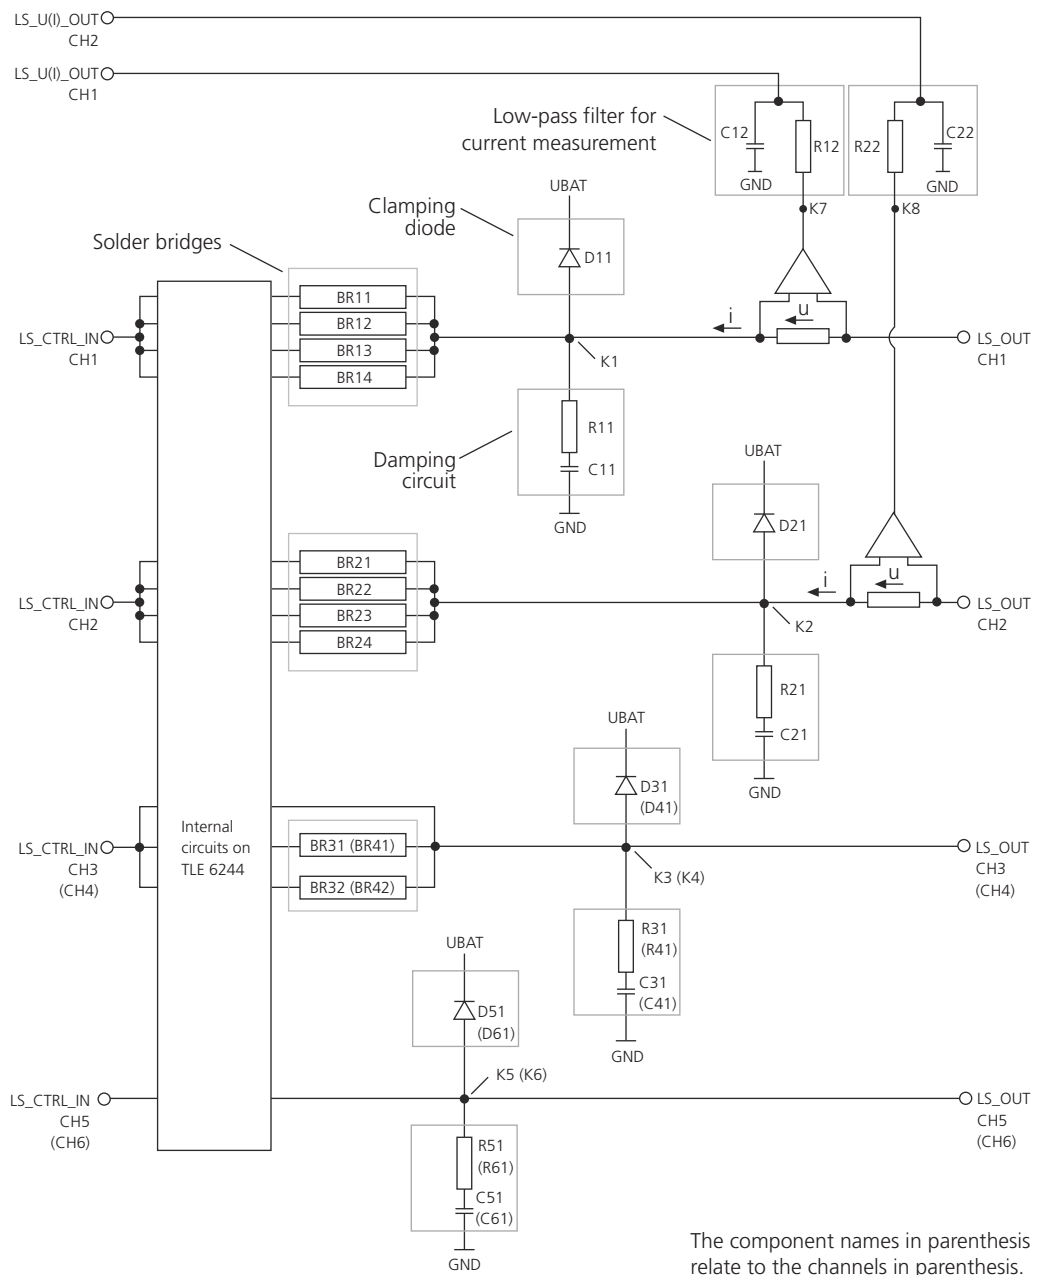 LS_U(I)_OUT
CH2
LS_U(I)_OUT
CH1
Low-pass filter for
current measurement
C12
R12
GND
R22
C22
GND
K7
K8
UBAT
Clamping
diode
D11
Solder bridges
BR11
BR12
BR13
BR14
LS_CTRL_IN
CH1
i
u
K1
LS_OUT
CH1
R11
C11
Damping
circuit
GND
UBAT
D21
BR21
BR22
BR23
BR24
LS_CTRL_IN
CH2
i
u
K2
LS_OUT
CH2
R21
C21
GND
UBAT
D31
(D41)
Internal
circuits on
TLE 6244
BR31 (BR41)
BR32 (BR42)
LS_CTRL_IN
CH3
(CH4)
K3 (K4)
LS_OUT
CH3
(CH4)
R31
(R41)
C31
(C41)
GND
UBAT
D51
(D61)
K5 (K6)
LS_CTRL_IN
CH5
(CH6)
LS_OUT
CH5
(CH6)
R51
(R61)
C51
(C61)
GND
The component names in parenthesis
relate to the channels in parenthesis.